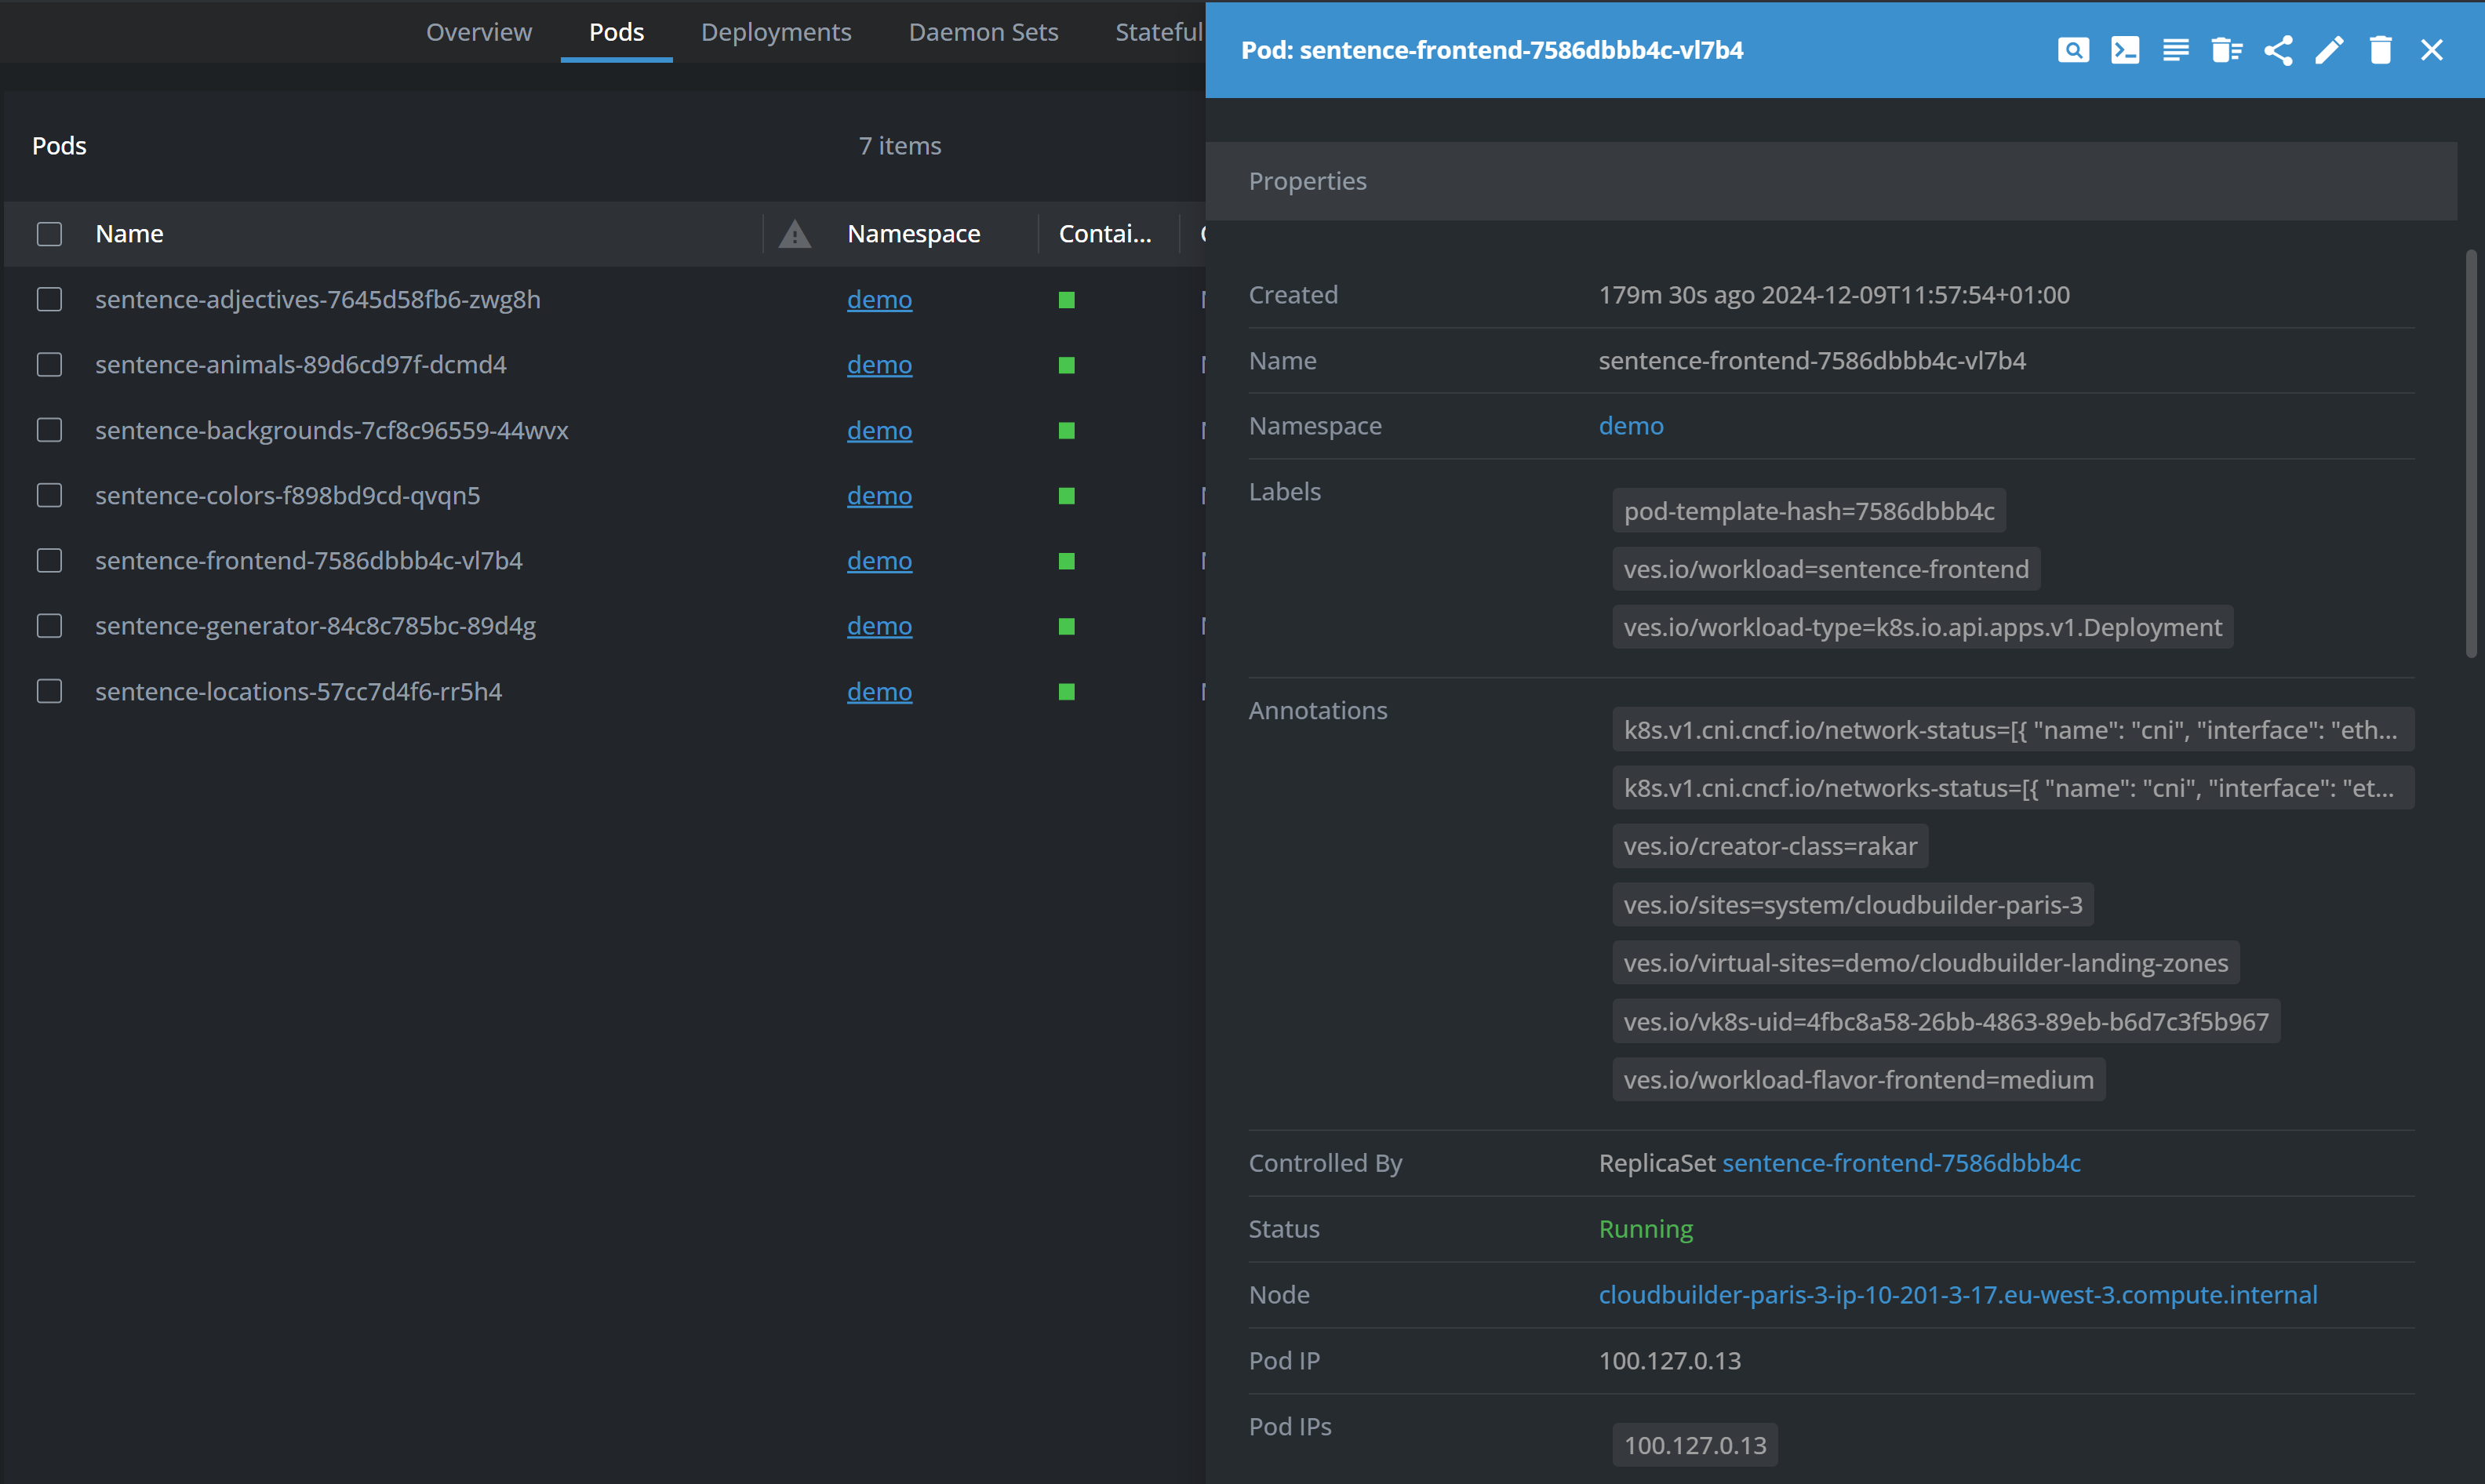 Overview Pods Deployments Daemon Sets Stateful
Pods 7 items
Name Namespace Contai...
sentence-adjectives-7645d58fb6-zwg8h demo
sentence-animals-89d6cd97f-dcmd4 demo
sentence-backgrounds-7cf8c96559-44wvx demo
sentence-colors-f898bd9cd-qvqn5 demo
sentence-frontend-7586dbbb4c-vl7b4 demo
sentence-generator-84c8c785bc-89d4g demo
sentence-locations-57cc7d4f6-rr5h4 demo
Pod: sentence-frontend-7586dbbb4c-vl7b4
Properties
Created 179m 30s ago 2024-12-09T11:57:54+01:00
Name sentence-frontend-7586dbbb4c-vl7b4
Namespace demo
Labels
pod-template-hash=7586dbbb4c
ves.io/workload=sentence-frontend
ves.io/workload-type=k8s.io.api.apps.v1.Deployment
Annotations
k8s.v1.cni.cncf.io/network-status=[{ "name": "cni", "interface": "eth...
k8s.v1.cni.cncf.io/networks-status=[{ "name": "cni", "interface": "et...
ves.io/creator-class=rakar
ves.io/sites=system/cloudbuilder-paris-3
ves.io/virtual-sites=demo/cloudbuilder-landing-zones
ves.io/vk8s-uid=4fbc8a58-26bb-4863-89eb-b6d7c3f5b967
ves.io/workload-flavor-frontend=medium
Controlled By ReplicaSet sentence-frontend-7586dbbb4c
Status Running
Node cloudbuilder-paris-3-ip-10-201-3-17.eu-west-3.compute.internal
Pod IP 100.127.0.13
Pod IPs
100.127.0.13